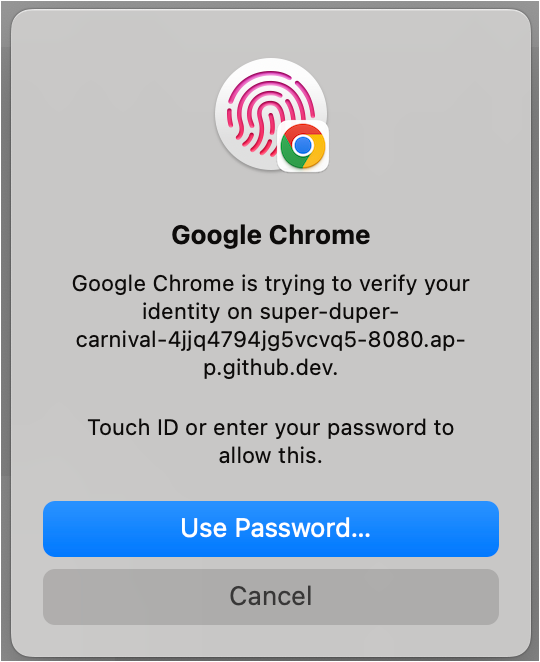 Google Chrome
Google Chrome is trying to verify your
identity on super-duper-
carnival-4jjq4794jg5vcvq5-8080.ap-
p.github.dev.
Touch ID or enter your password to
allow this.
Use Password...
Cancel